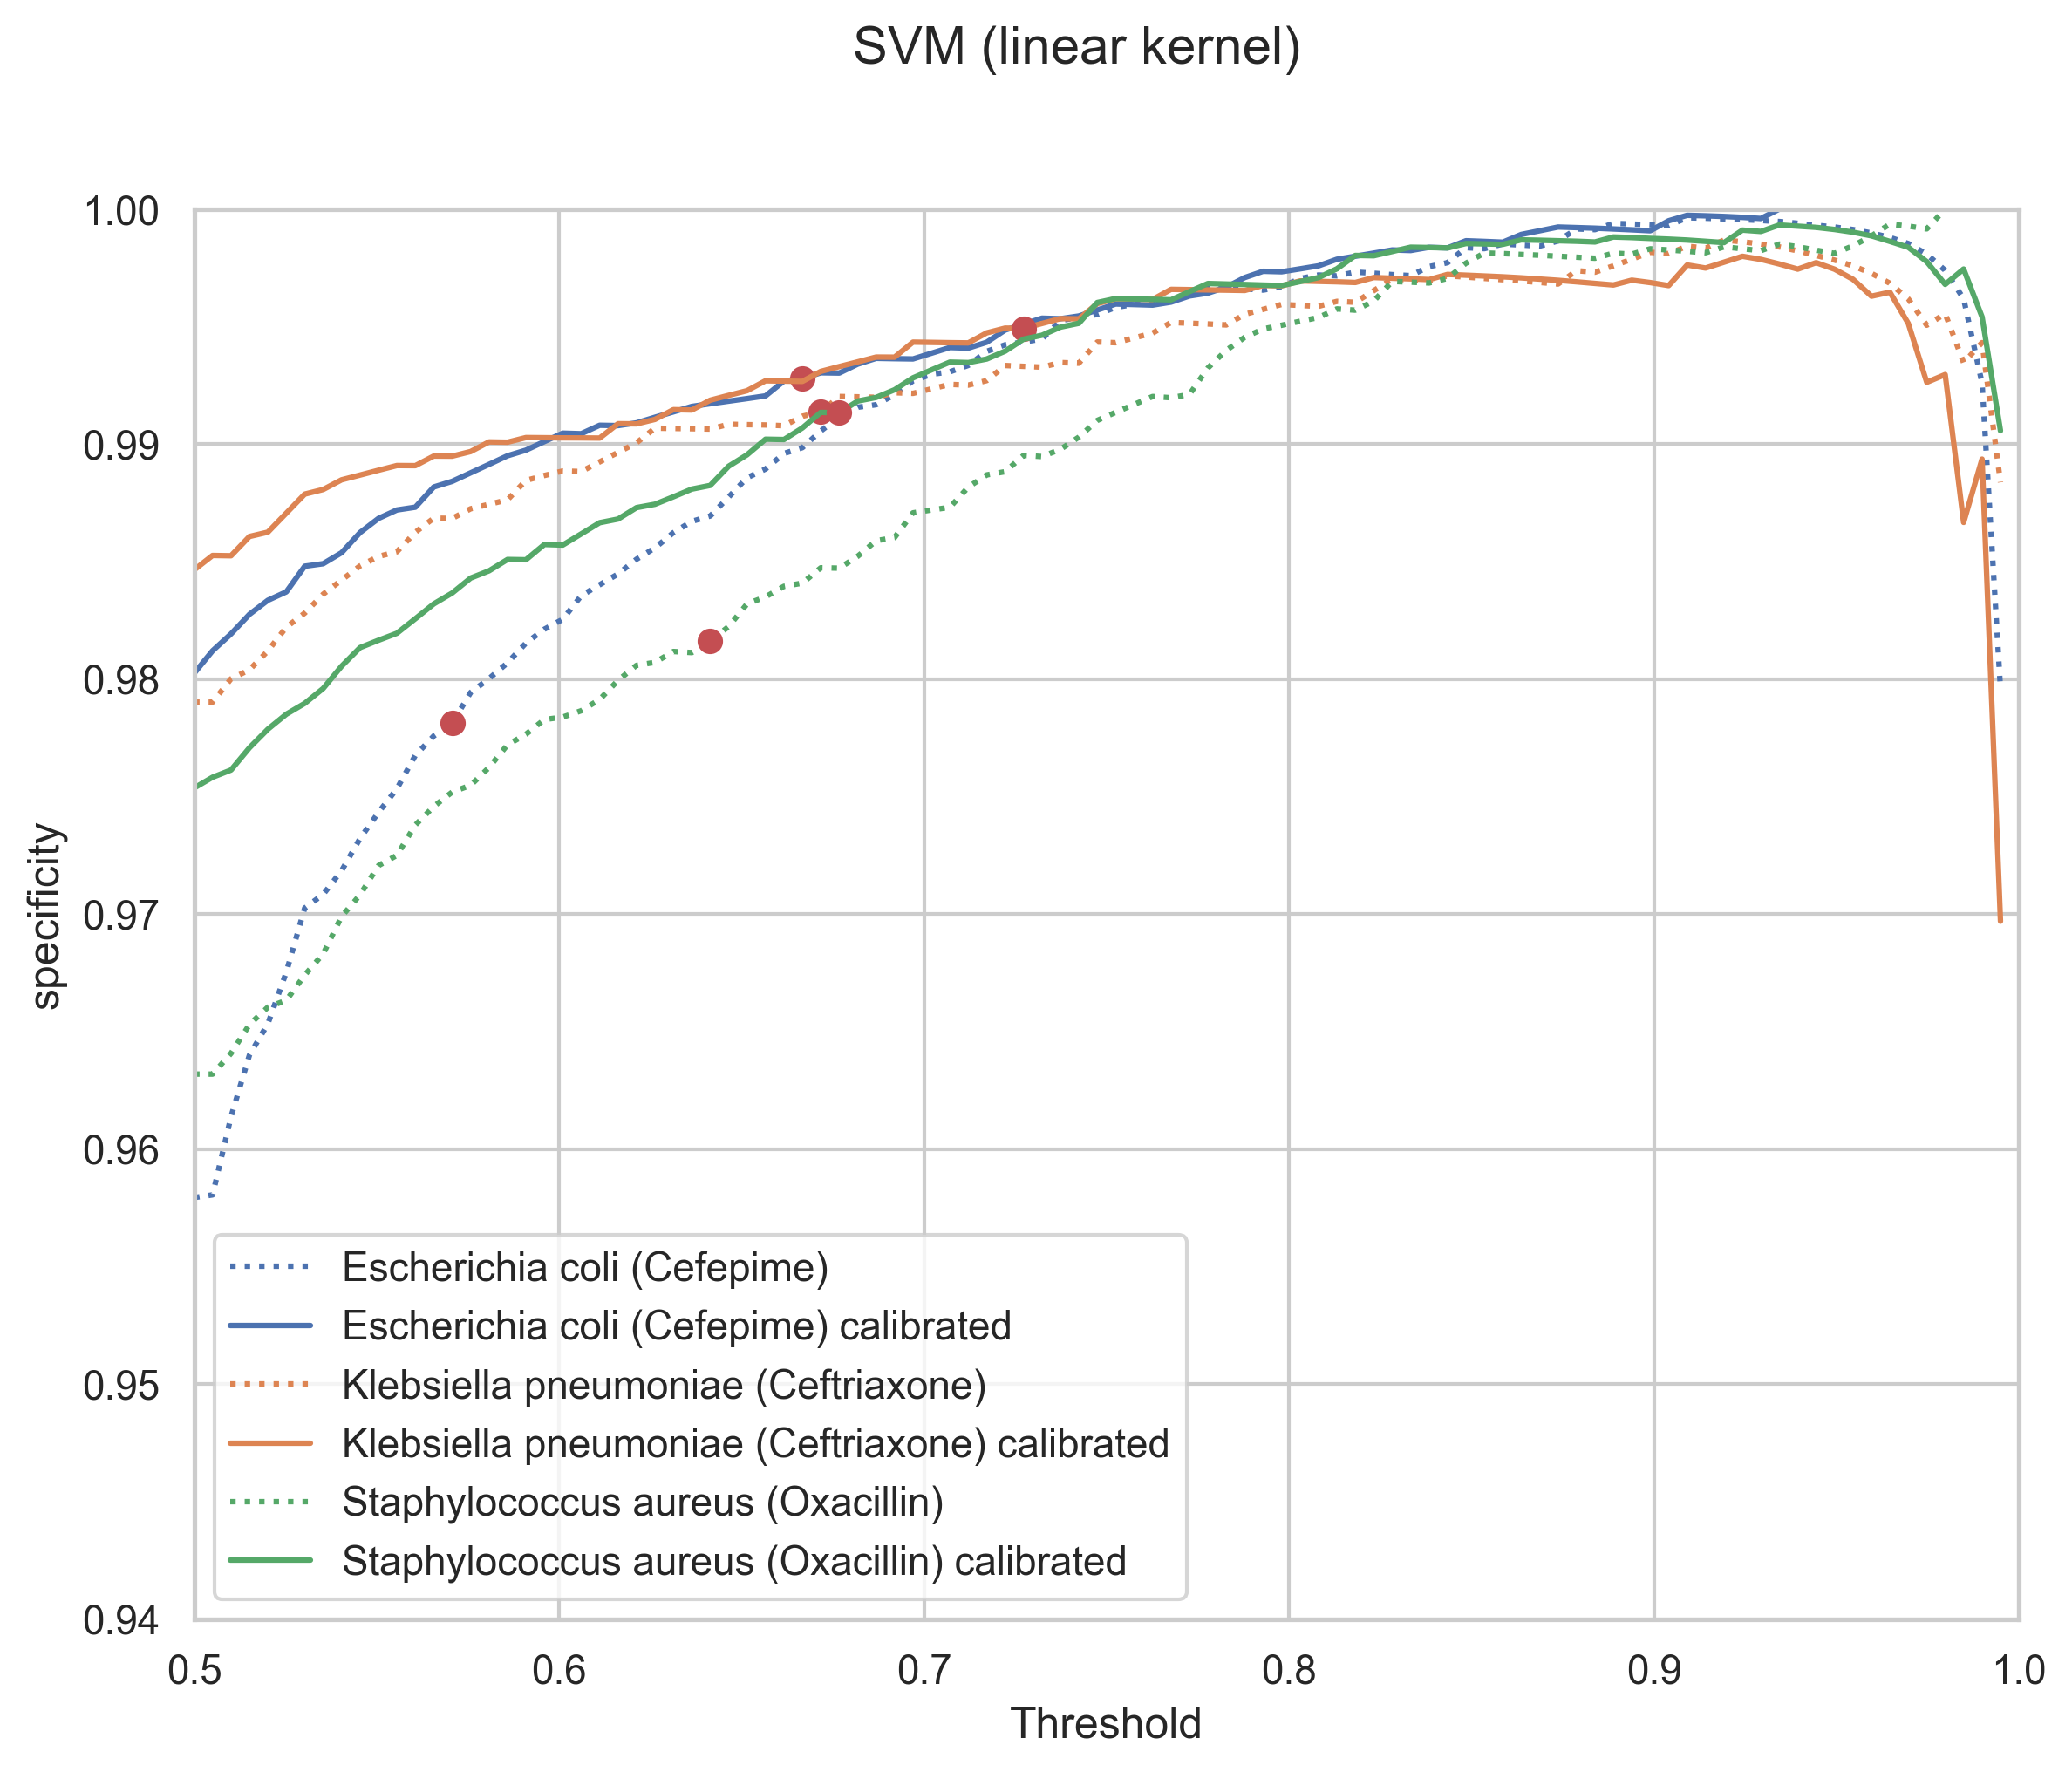 SVM (linear kernel)
1.00
0.99
0.98
0.97
0.96
0.95
0.94
specificity
Escherichia coli (Cefepime)
Escherichia coli (Cefepime) calibrated
Klebsiella pneumoniae (Ceftriaxone)
Klebsiella pneumoniae (Ceftriaxone) calibrated
Staphylococcus aureus (Oxacillin)
Staphylococcus aureus (Oxacillin) calibrated
0.5 0.6 0.7 0.8 0.9 1.0
Threshold